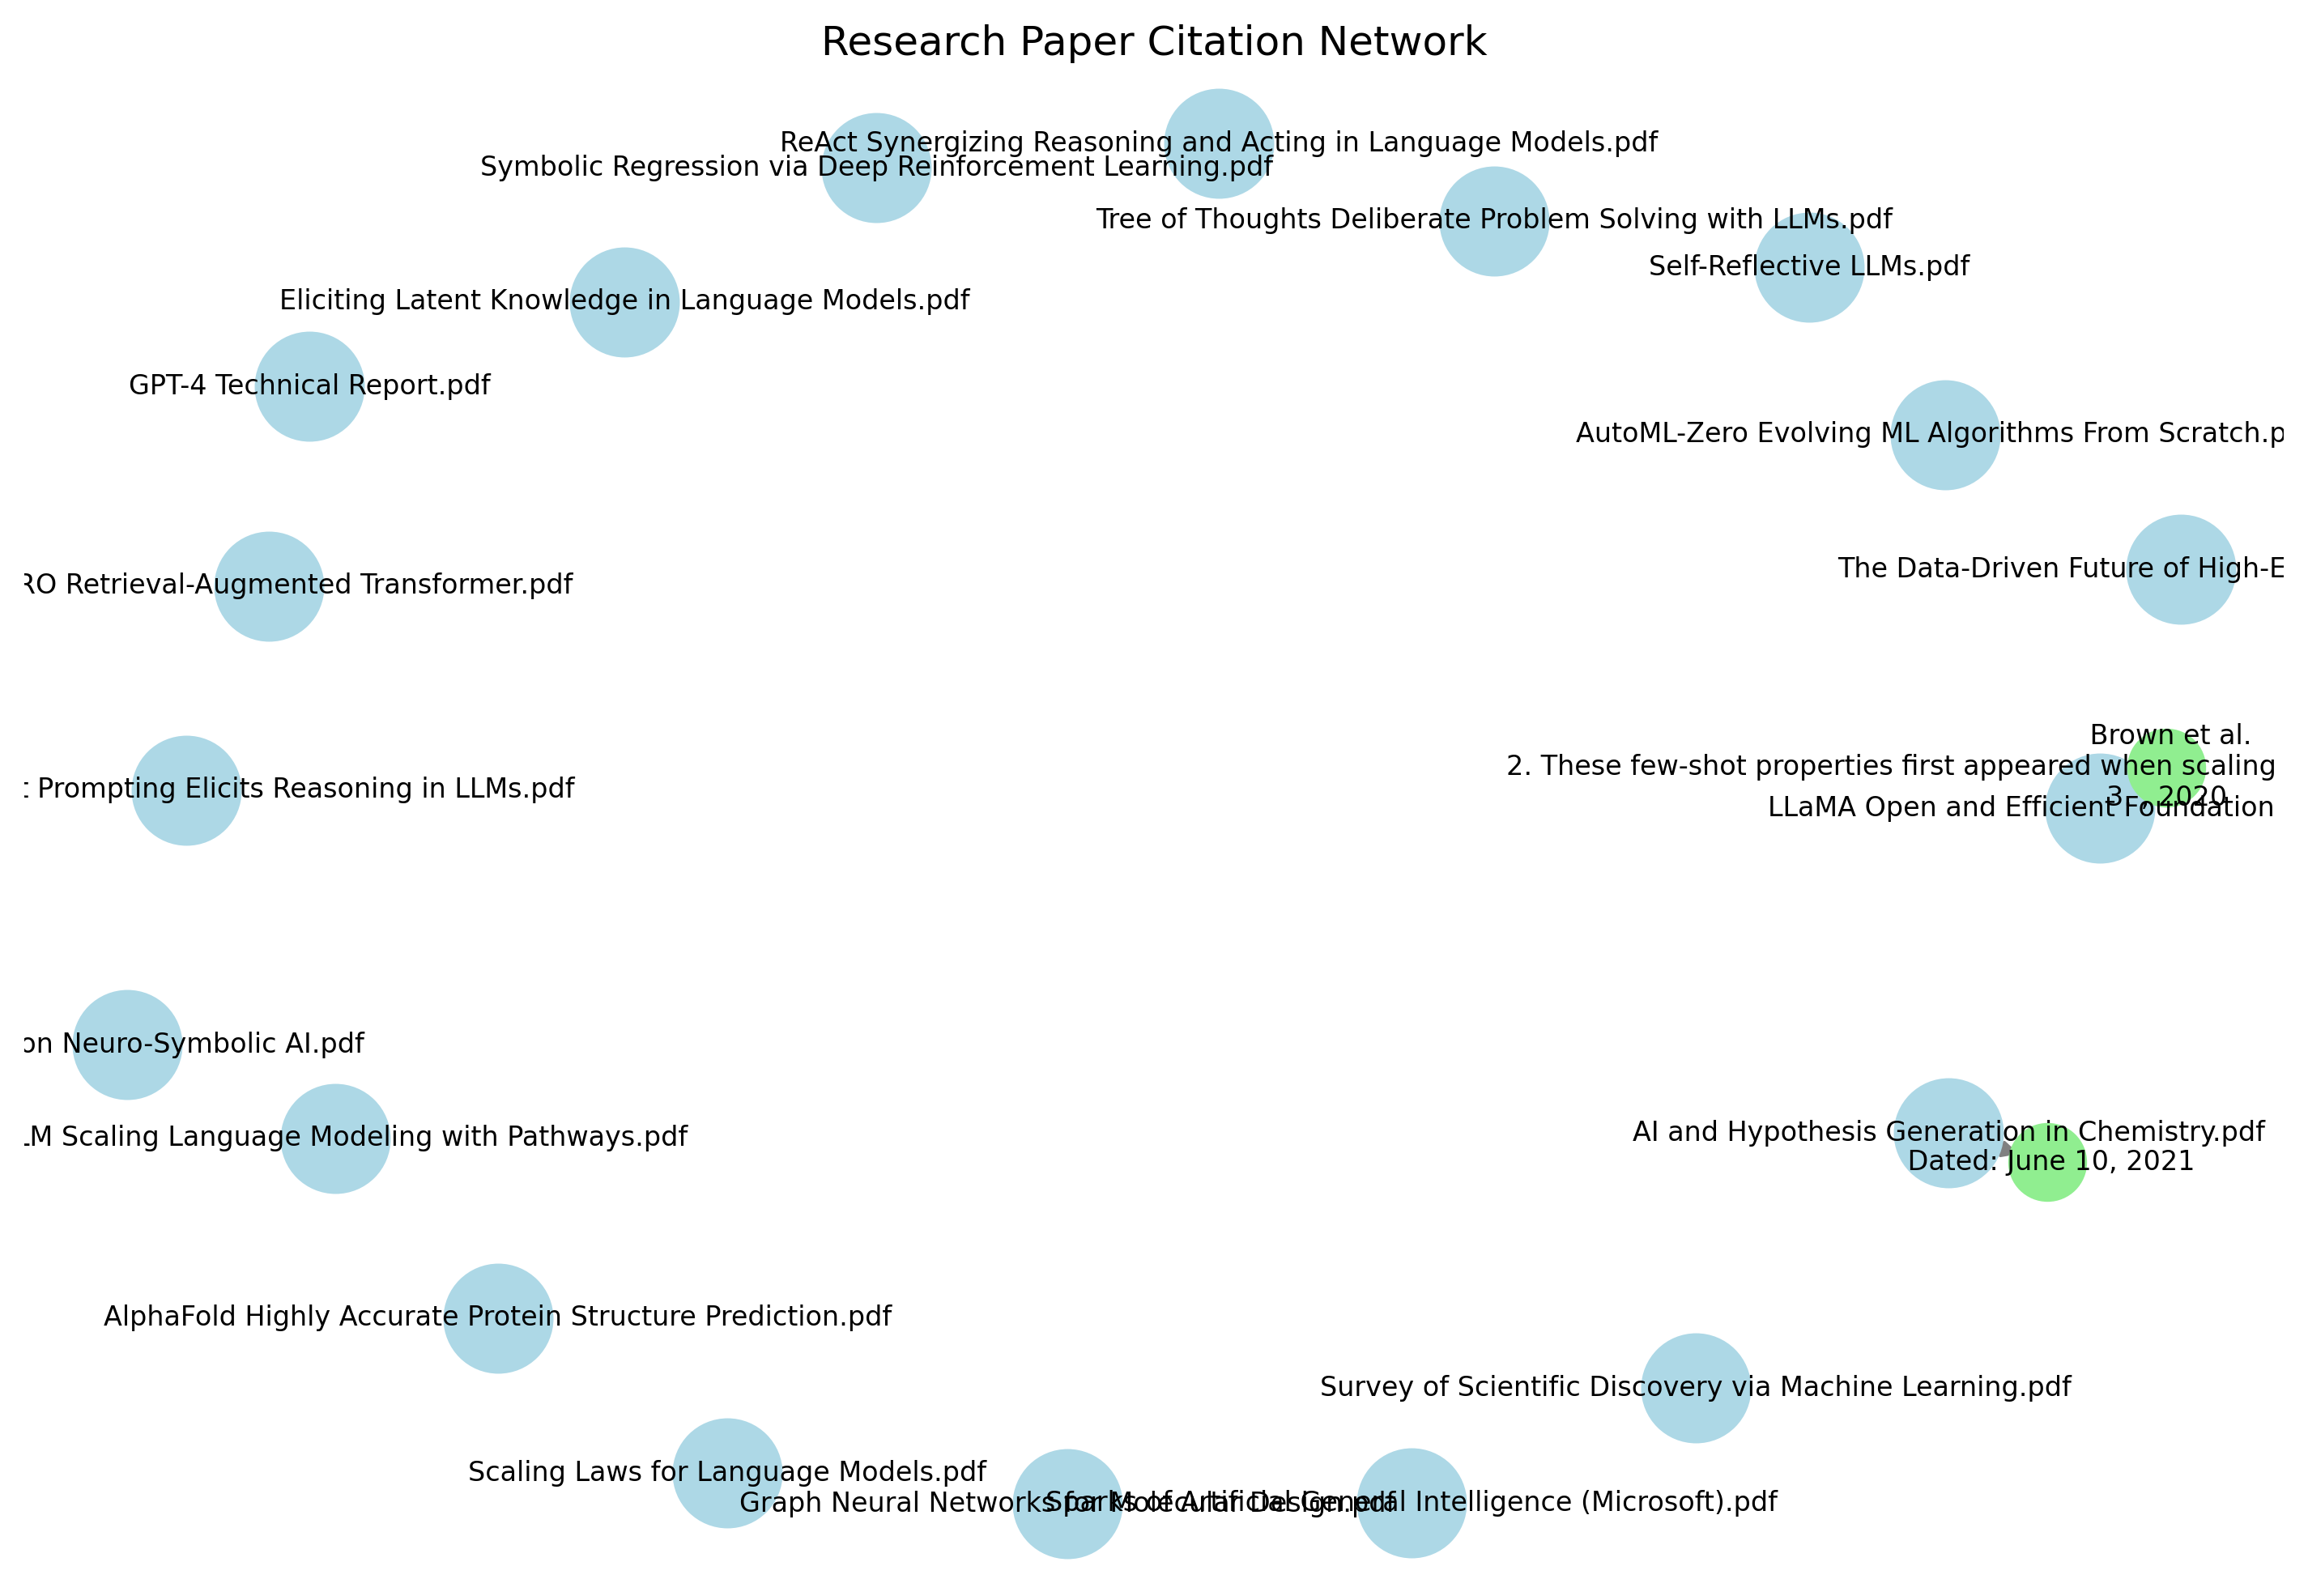 Research Paper Citation Network
ReAct Synergizing Reasoning and Acting in Language Models.pdf
Symbolic Regression via Deep Reinforcement Learning.pdf
Tree of Thoughts Deliberate Problem Solving with LLMs.pdf
Self-Reflective LLMs.pdf
Eliciting Latent Knowledge in Language Models.pdf
GPT-4 Technical Report.pdf
AutoML-Zero Evolving ML Algorithms From Scratch.p
The Data-Driven Future of High-E
RO Retrieval-Augmented Transformer.pdf
Brown et al.
2. These few-shot properties first appeared when scaling
3 , 2020
Prompting Elicits Reasoning in LLMs.pdf
LLaMA Open and Efficient Foundation
on Neuro-Symbolic AI.pdf
AI and Hypothesis Generation in Chemistry.pdf
LM Scaling Language Modeling with Pathways.pdf
Dated: June 10, 2021
AlphaFold Highly Accurate Protein Structure Prediction.pdf
Survey of Scientific Discovery via Machine Learning.pdf
Scaling Laws for Language Models.pdf
Graph Neural Networks for Molecular Design.pdf
Sparks of Artificial General Intelligence (Microsoft).pdf